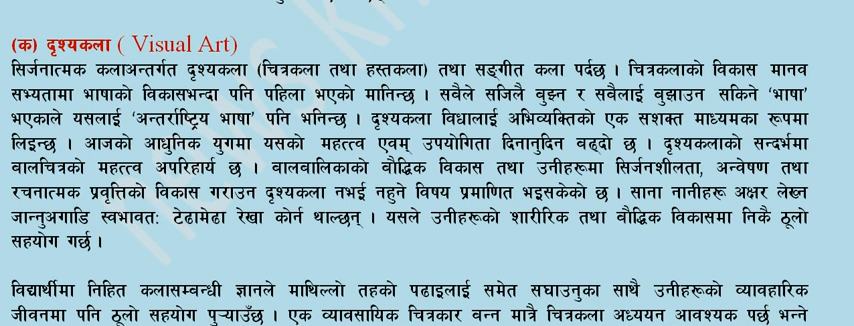 (क) दृश्यकला ( Visual Art)
सिर्जनात्मक कलाअन्तर्गत दृश्यकला (चित्रकला तथा हस्तकला) तथा सङ्गीत कला पर्दछ । चित्रकलाको विकास मानव
सभ्यतामा भाषाको विकासभन्दा पनि पहिला भएको मानिन्छ । सबैले सजिलै बुझ्न र सबैलाई बुझाउन सकिने ‘भाषा’
भएकाले यसलाई ‘अन्तर्राष्ट्रिय भाषा’ पनि भनिन्छ । दृश्यकला विधालाई अभिव्यक्तिको एक सशक्त माध्यमका रूपमा
लिइन्छ । आजको आधुनिक युगमा यसको महत्त्व एवम् उपयोगिता दिनानुदिन बढ्दो छ । दृश्यकलाको सन्दर्भमा
बालचित्रको महत्त्व अपरिहार्य छ । बालबालिकाको बौद्धिक विकास तथा उनीहरूमा सिर्जनशीलता, अन्वेषण तथा
रचनात्मक प्रवृत्तिको विकास गराउन दृश्यकला नभई नहुने विषय प्रमाणित भइसकेको छ । साना नानीहरू अक्षर लेख्न
जान्नुअगाडि स्वभावतः टेढामेढा रेखा कोर्न थाल्छन् । यसले उनीहरूको शारीरिक तथा बौद्धिक विकासमा निकै ठूलो
सहयोग गर्छ ।
विद्यार्थीमा निहित कलासम्बन्धी ज्ञानले माथिल्लो तहको पढाइलाई समेत सघाउनुका साथै उनीहरूको व्यावहारिक
जीवनमा पनि ठूलो सहयोग पुऱ्याउँछ । एक व्यावसायिक चित्रकार बन्न मात्रै चित्रकला अध्ययन आवश्यक पर्छ भन्ने